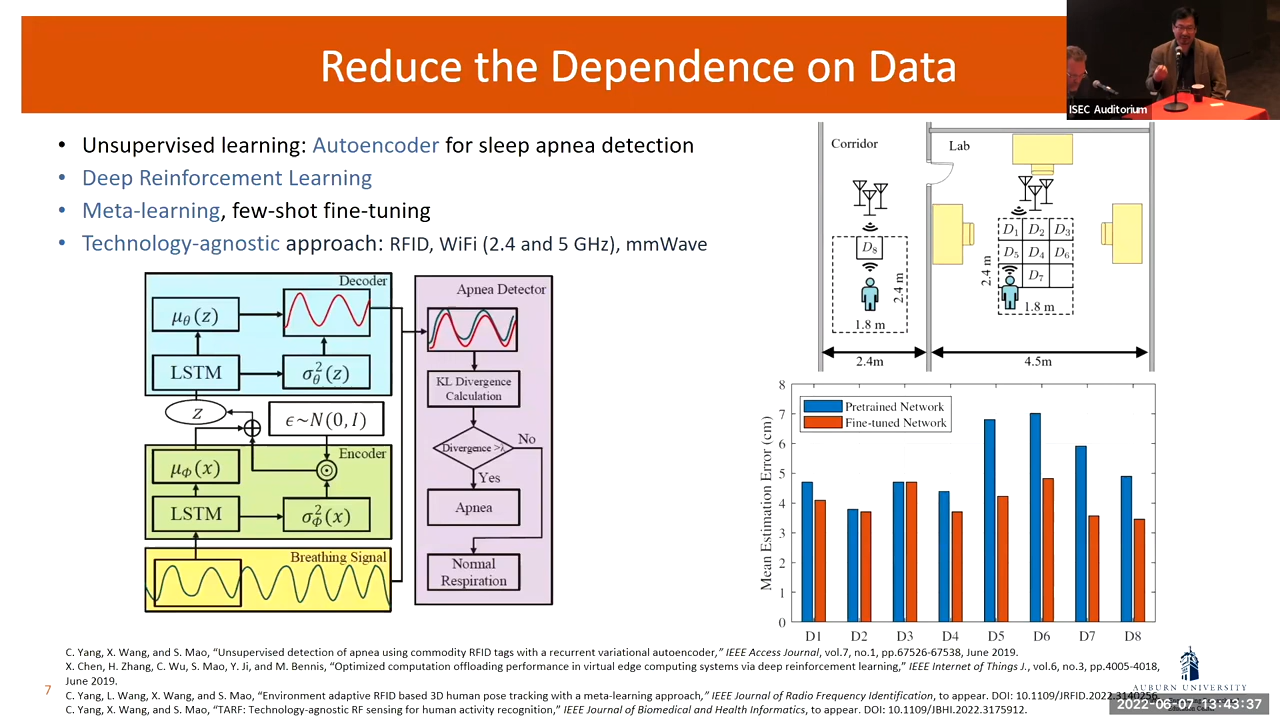 Reduce the Dependence on Data
ISEC Auditorium
• Unsupervised learning: Autoencoder for sleep apnea detection
• Deep Reinforcement Learning
• Meta-learning, few-shot fine-tuning
• Technology-agnostic approach: RFID, WiFi (2.4 and 5 GHz), mmWave
Decoder
μθ(z)
LSTM
σ²θ(z)
z
ϵ~N(0, I)
Encoder
μΦ(x)
LSTM
σ²Φ(x)
Breathing Signal
Apnea Detector
KL Divergence
Calculation
Divergence >λ
No
Yes
Apnea
Normal
Respiration
Corridor
Lab
D8
2.4 m
1.8 m
D1 D2 D3
D5 D4 D6
D7
2.4 m
1.8 m
2.4m
4.5m
Mean Estimation Error (cm)
8
7
6
5
4
3
2
1
0
Pretrained Network
Fine-tuned Network
D1 D2 D3 D4 D5 D6 D7 D8
C. Yang, X. Wang, and S. Mao, “Unsupervised detection of apnea using commodity RFID tags with a recurrent variational autoencoder,” IEEE Access Journal, vol.7, no.1, pp.67526-67538, June 2019.
X. Chen, H. Zhang, C. Wu, S. Mao, Y. Ji, and M. Bennis, “Optimized computation offloading performance in virtual edge computing systems via deep reinforcement learning,” IEEE Internet of Things J., vol.6, no.3, pp.4005-4018,
June 2019.
C. Yang, L. Wang, X. Wang, and S. Mao, “Environment adaptive RFID based 3D human pose tracking with a meta-learning approach,” IEEE Journal of Radio Frequency Identification, to appear. DOI: 10.1109/JRFID.2022.3140256.
C. Yang, X. Wang, and S. Mao, “TARF: Technology-agnostic RF sensing for human activity recognition,” IEEE Journal of Biomedical and Health Informatics, to appear. DOI: 10.1109/JBHI.2022.3175912.
7
AUBURN UNIVERSITY
2022-06-07 13:43:37